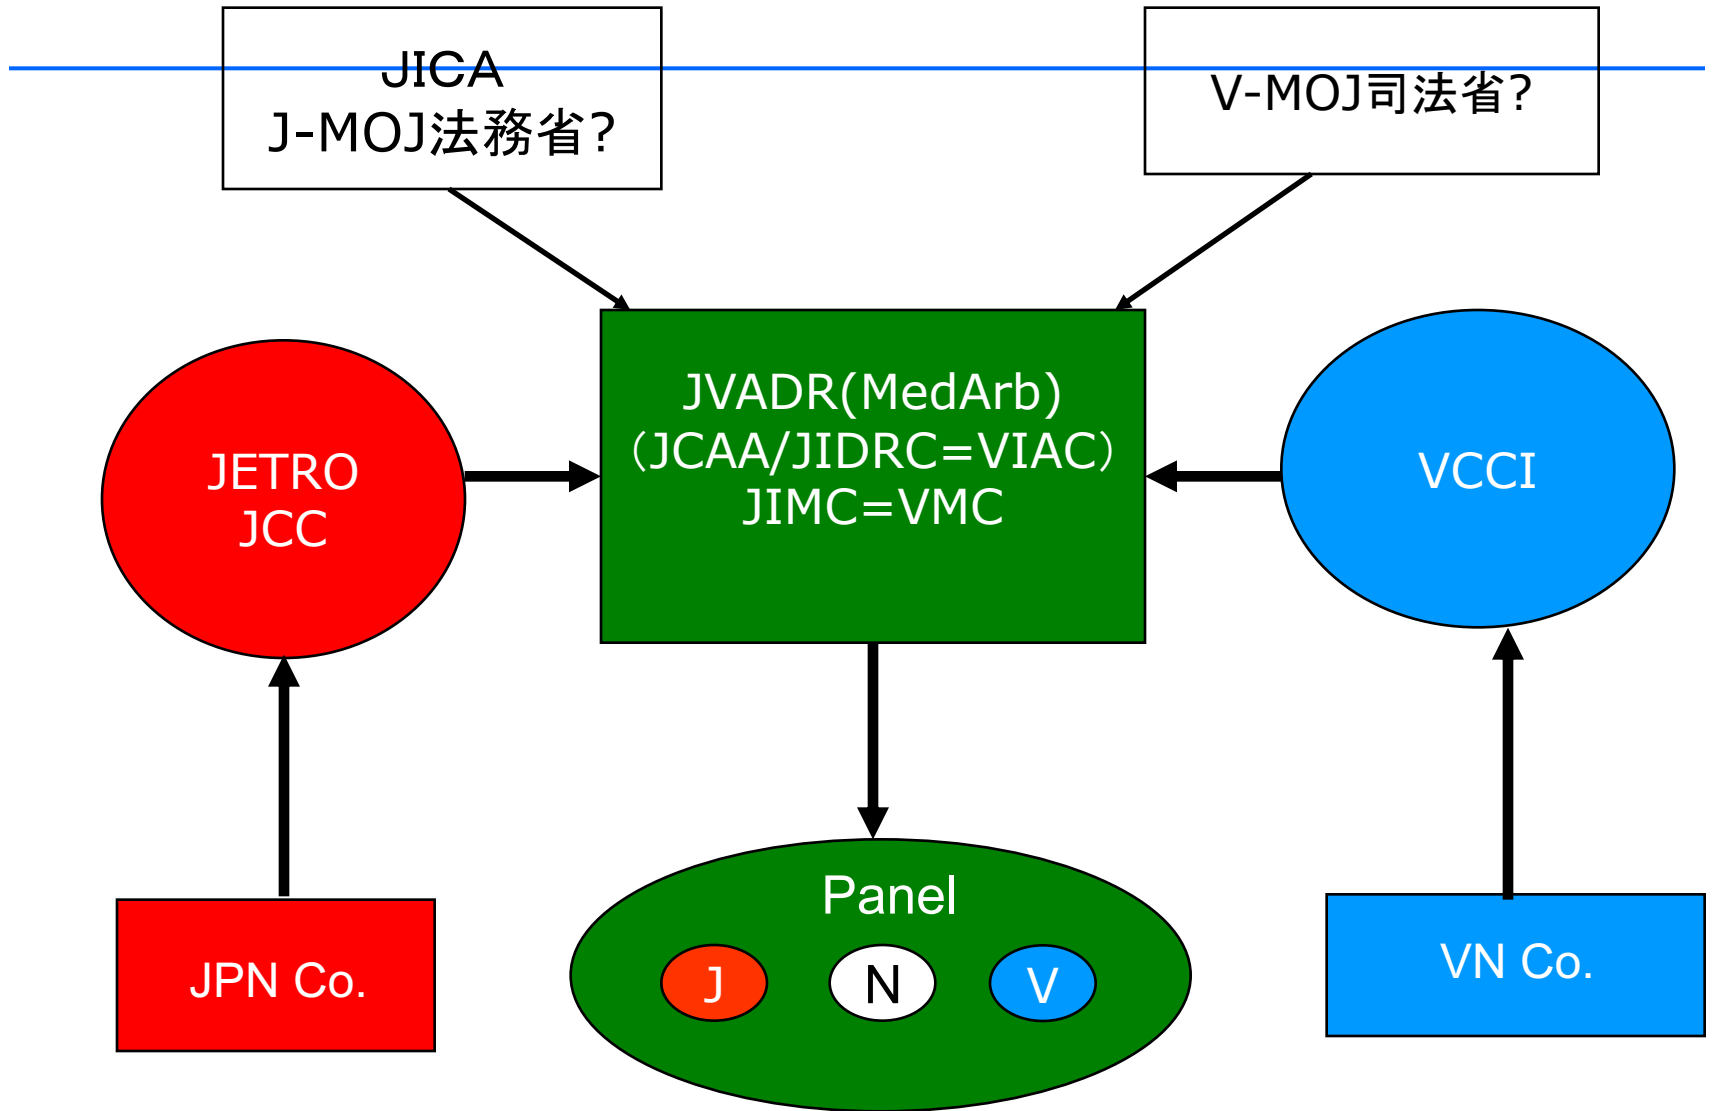 JICA
J-MOJ法務省?
V-MOJ司法省?
JVADR(MedArb)
（JCAA/JIDRC=VIAC）
JIMC=VMC
JETRO
JCC
VCCI
Panel
J N V
JPN Co.
VN Co.